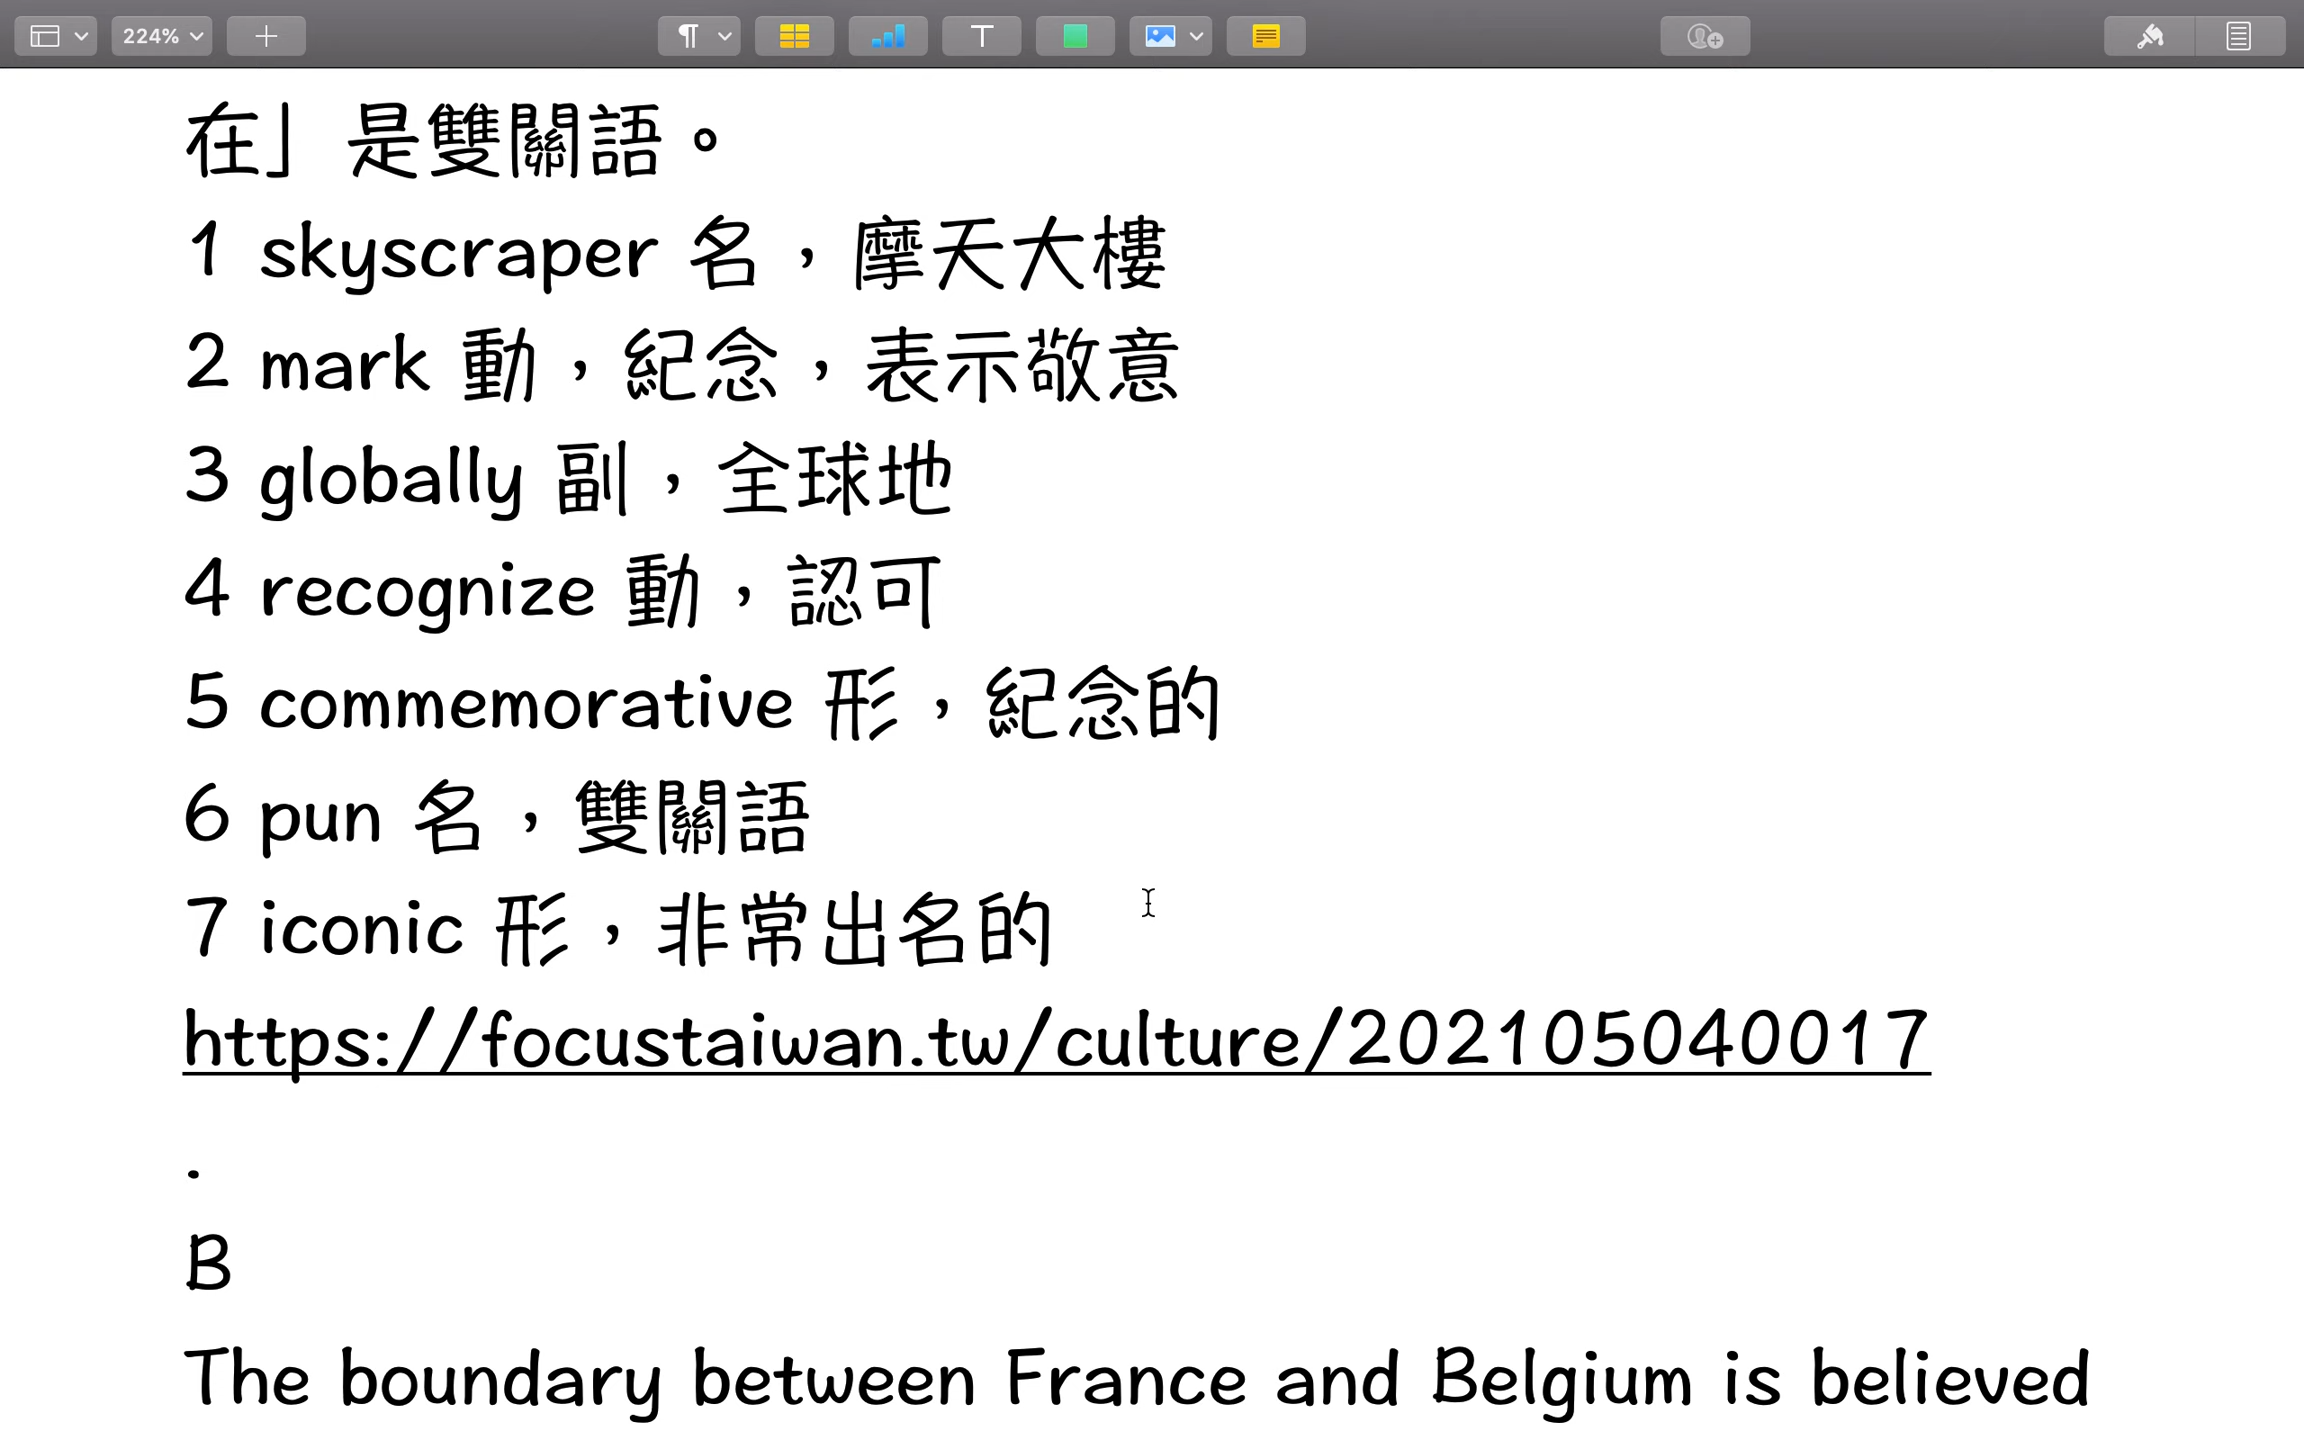 224%
在」是雙關語。
1 skyscraper 名，摩天大樓
2 mark 動，紀念，表示敬意
3 globally 副，全球地
4 recognize 動，認可
5 commemorative 形，紀念的
6 pun 名，雙關語
7 iconic 形，非常出名的
https://focustaiwan.tw/culture/202105040017
.
B
The boundary between France and Belgium is believed